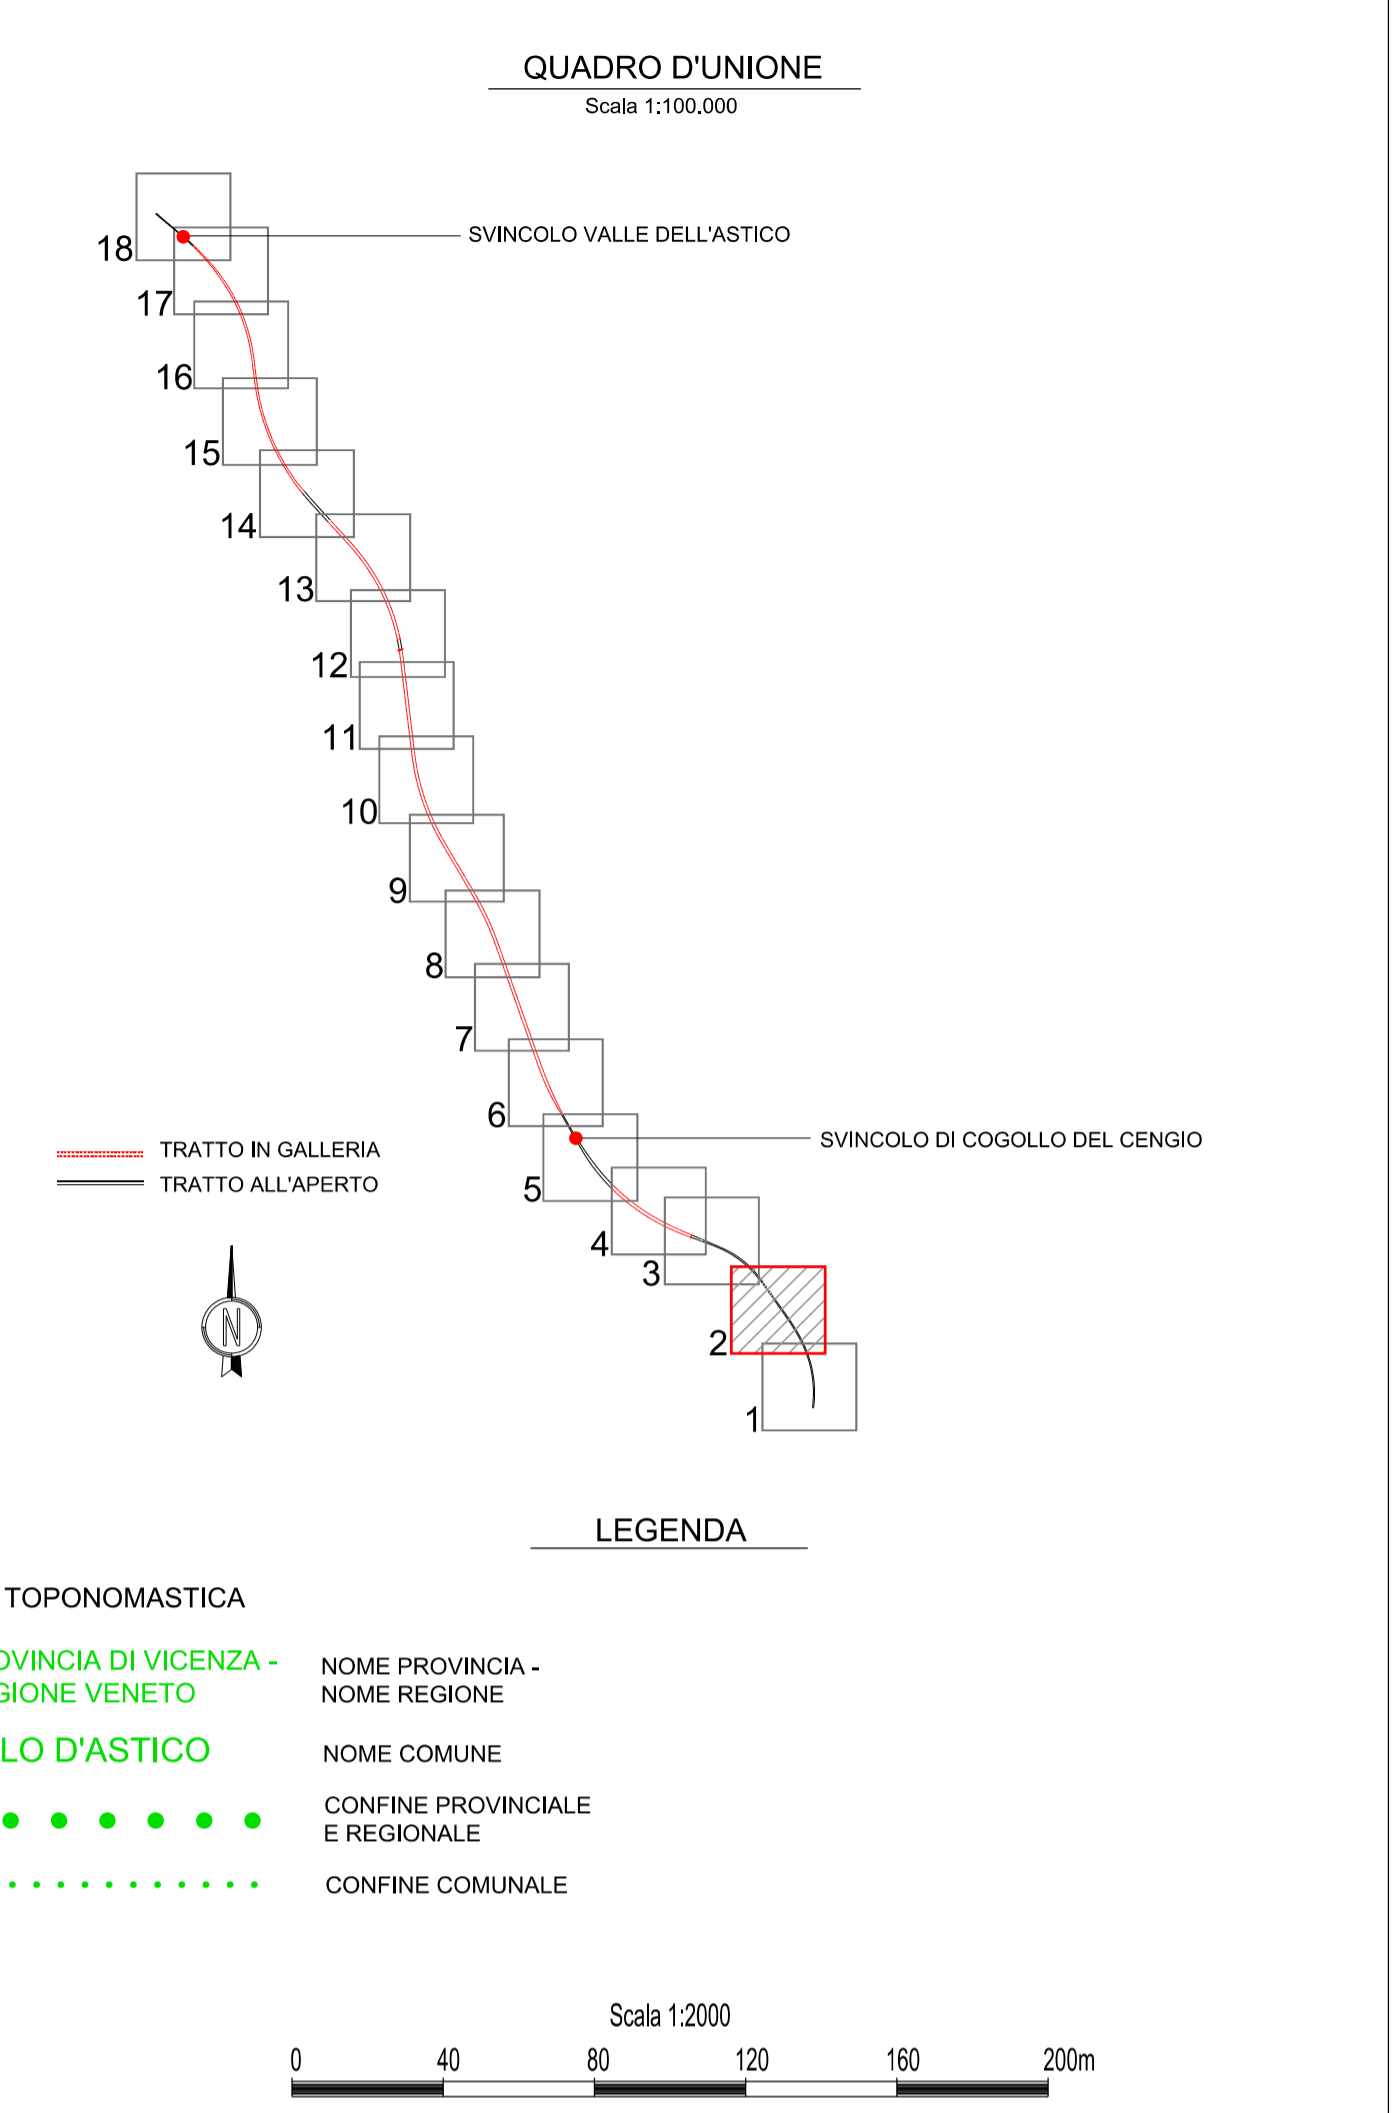 QUADRO D'UNIONE
Scala 1:100.000
18
SVINCOLO VALLE DELL'ASTICO
17
16
15
14
13
12
11
10
9
8
7
6
TRATTO IN GALLERIA
SVINCOLO DI COGOLLO DEL CENGIO
TRATTO ALL'APERTO
5
4
3
N
2
1
LEGENDA
TOPONOMASTICA
OVINCIA DI VICENZA -
GIONE VENETO
NOME PROVINCIA -
NOME REGIONE
LO D'ASTICO
NOME COMUNE
CONFINE PROVINCIALE
E REGIONALE
CONFINE COMUNALE
Scala 1:2000
0 40 80 120 160 200m